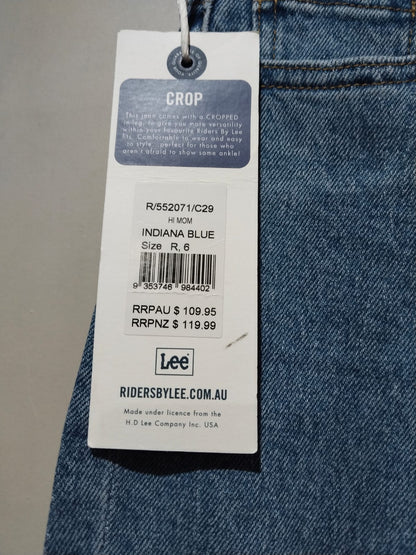 CROP
This jean comes with a CROPPED
in leg, to give you more versatility
within your favourite Riders By Lee
fits. Comfortable to wear and easy
to style - perfect for those who
aren't afraid to show some ankle!
R/552071/C29
HI MOM
INDIANA BLUE
Size R, 6
9 353746 984402
RRPAU $ 109.95
RRPNZ $ 119.99
Lee
RIDERSBYLEE.COM.AU
Made under licence from the
H.D Lee Company Inc. USA